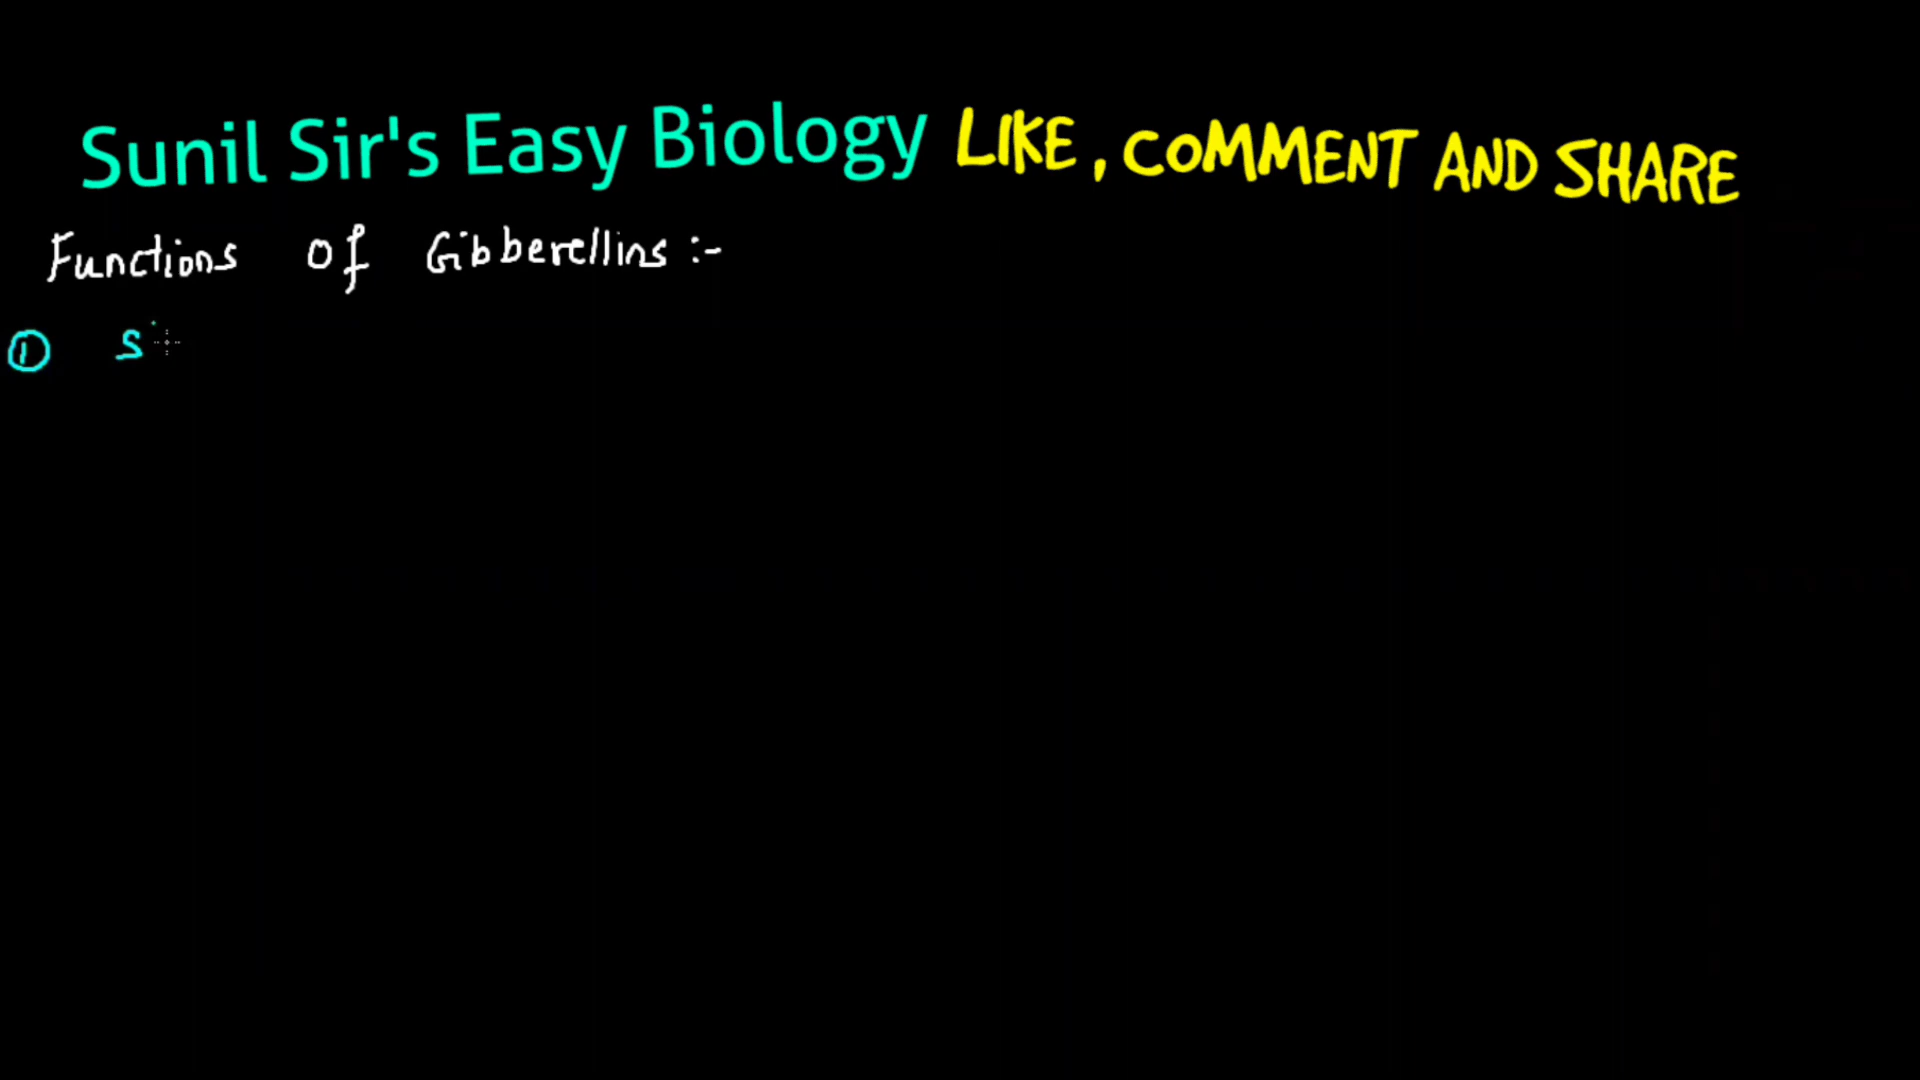 Sunil Sir's Easy Biology LIKE, COMMENT AND SHARE
Functions of Gibberellins :-
① S